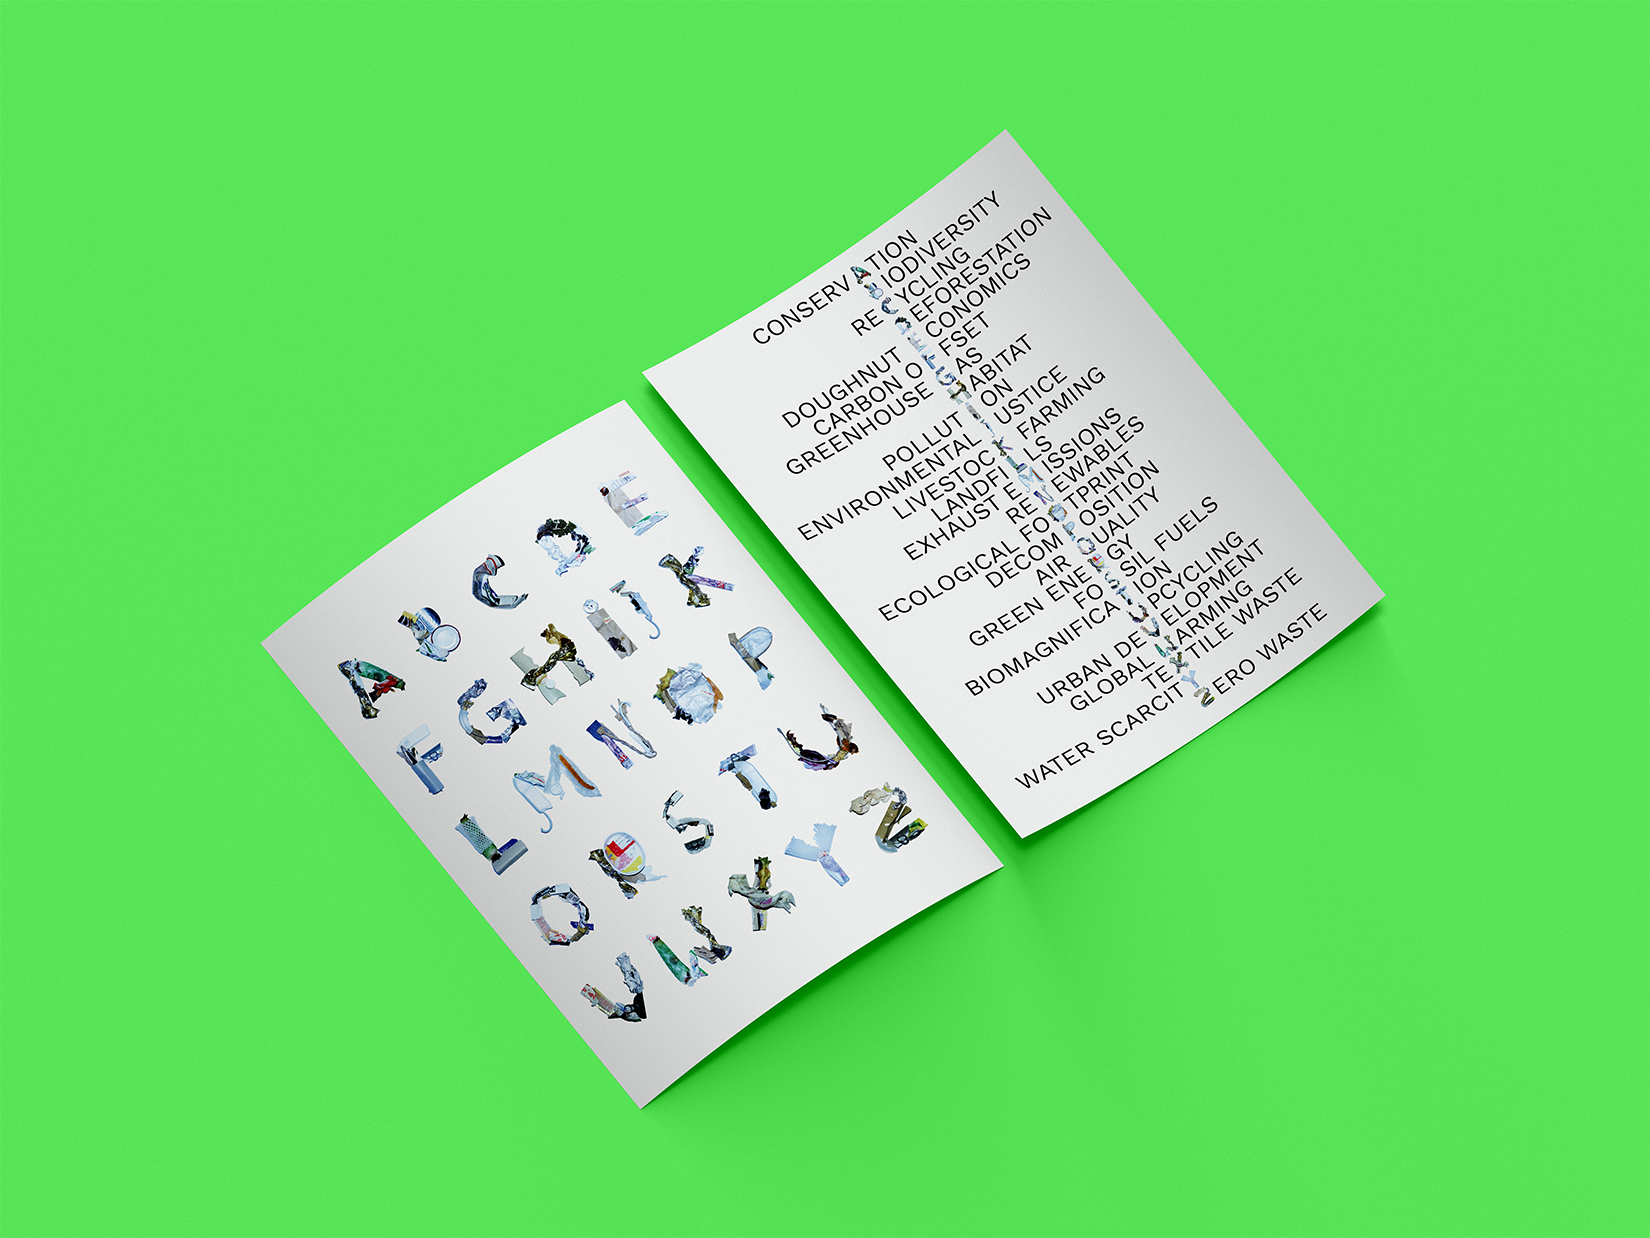 A B C D E
F G H I J K
L M N O P
Q R S T U
V W X Y Z
CONSERVATION
BIODIVERSITY
RECYCLING
DEFORESTATION
DOUGHNUT ECONOMICS
CARBON OFFSET
GREENHOUSE GAS
HABITAT
POLLUTION
ENVIRONMENTAL JUSTICE
LIVESTOCK FARMING
LANDFILLS
EXHAUST EMISSIONS
RENEWABLES
ECOLOGICAL FOOTPRINT
DECOMPOSITION
AIR QUALITY
GREEN ENERGY
FOSSIL FUELS
BIOMAGNIFICATION
UPCYCLING
URBAN DEVELOPMENT
GLOBAL WARMING
TEXTILE WASTE
WATER SCARCITY
ZERO WASTE